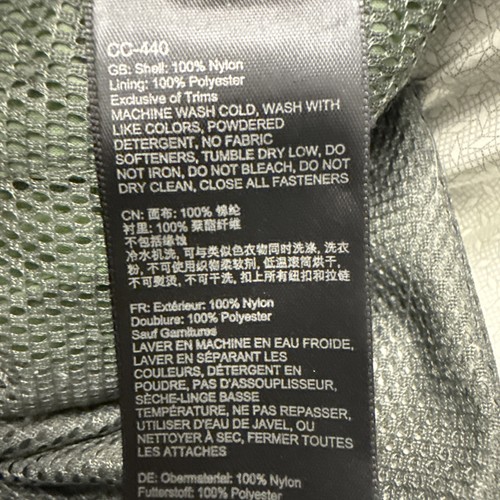 CC-440
GB: Shell: 100% Nylon
Lining: 100% Polyester
Exclusive of Trims
MACHINE WASH COLD, WASH WITH
LIKE COLORS, POWDERED
DETERGENT, NO FABRIC
SOFTENERS, TUMBLE DRY LOW, DO
NOT IRON, DO NOT BLEACH, DO NOT
DRY CLEAN, CLOSE ALL FASTENERS
CN: 面布: 100% 锦纶
衬里: 100% 聚酯纤维
不包括缘蚀
冷水机洗, 可与类似色衣物同时洗涤, 洗衣
粉, 不可使用织物柔软剂, 低温滚筒烘干,
不可熨烫, 不可干洗, 扣上所有纽扣和拉链
FR: Extérieur: 100% Nylon
Doublure: 100% Polyester
Sauf Garnitures
LAVER EN MACHINE EN EAU FROIDE,
LAVER EN SÉPARANT LES
COULEURS, DÉTERGENT EN
POUDRE, PAS D'ASSOUPLISSEUR,
SÈCHE-LINGE BASSE
TEMPÉRATURE, NE PAS REPASSER,
UTILISER D'EAU DE JAVEL, OU
NETTOYER À SEC, FERMER TOUTES
LES ATTACHES
DE: Obermaterial: 100% Nylon
Futterstoff: 100% Polyester